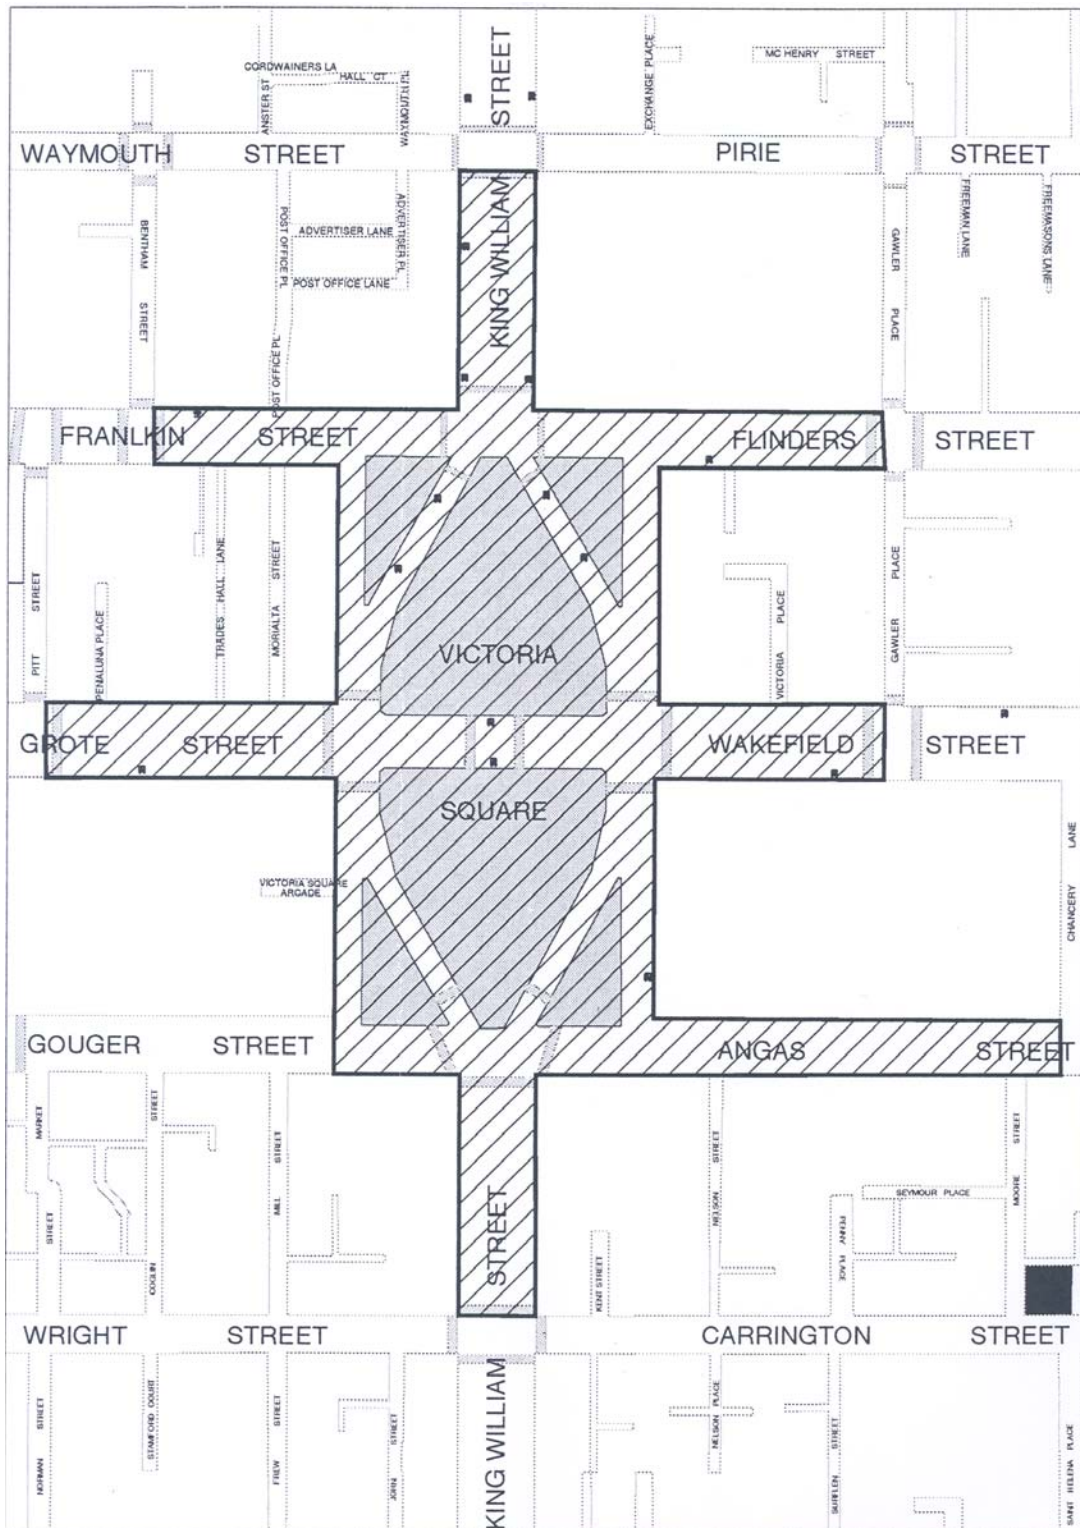 STREET
EXCHANGE PLACE
MC HENRY STREET
CORDWAINERS LA
HALL CT
ANSTER ST
WAYMOUTH PL
WAYMOUTH STREET
PIRIE STREET
KING WILLIAM
BENTHAM STREET
POST OFFICE PL
ADVERTISER LANE
ADVERTISER PL
POST OFFICE LANE
POST OFFICE PL
GAWLER PLACE
FREEMAN LANE
FREEMASONS LANE
FRANLKIN STREET
FLINDERS STREET
PITT STREET
PENALUNA PLACE
TRADES HALL LANE
MORIALTA STREET
VICTORIA
VICTORIA PLACE
GAWLER PLACE
GROTE STREET
WAKEFIELD STREET
SQUARE
VICTORIA SQUARE
ARCADE
CHANCERY LANE
GOUGER STREET
ANGAS STREET
MARKET STREET
STREET
COGLIN
MILL STREET
STREET
NELSON STREET
MOORE STREET
SEYMOUR PLACE
PENNY PLACE
KENT STREET
WRIGHT STREET
CARRINGTON STREET
KING WILLIAM
NORMAN STREET
STAMFORD COURT
FREW STREET
JOHN STREET
NELSON PLACE
SURFLEN STREET
SAINT HELENA PLACE